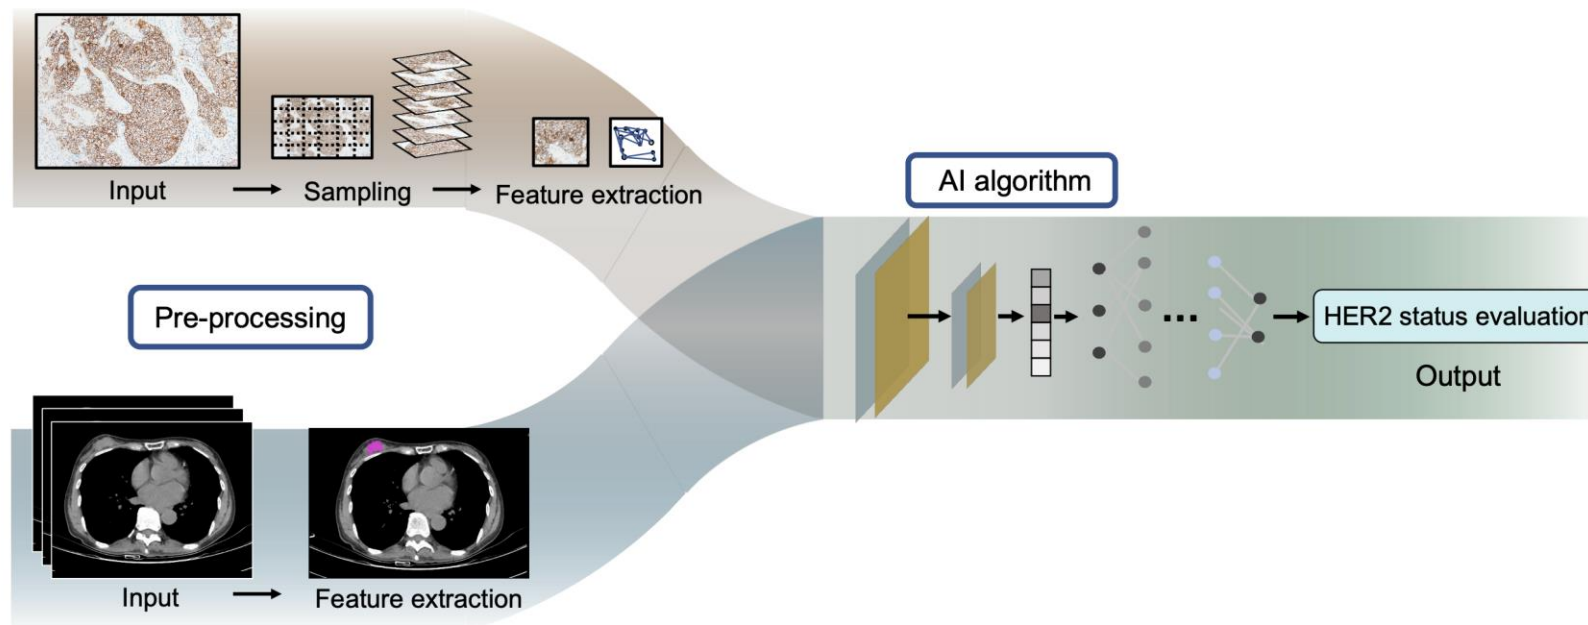 Input
Sampling
Feature extraction
Pre-processing
Input
Feature extraction
AI algorithm
HER2 status evaluation
Output